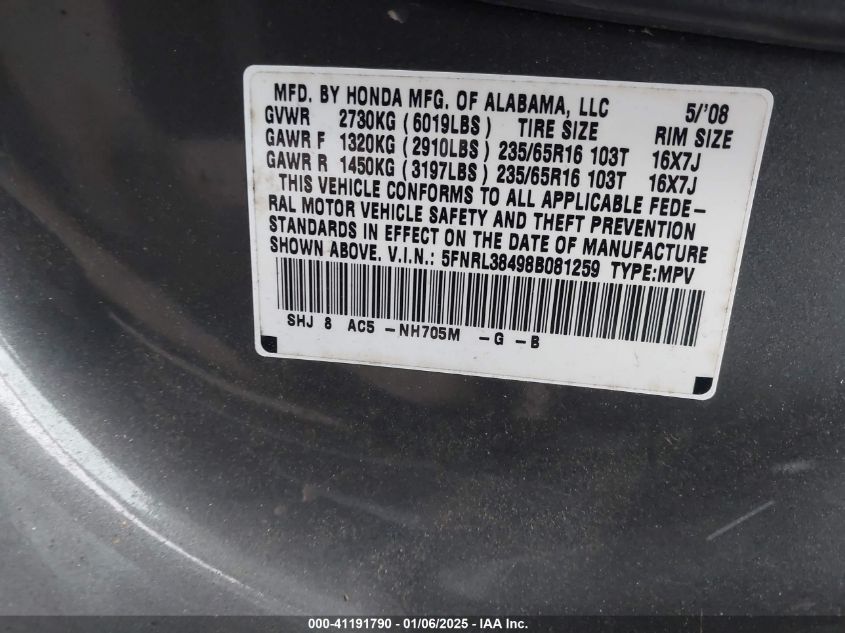 MFD. BY HONDA MFG. OF ALABAMA, LLC 5/'08
GVWR 2730KG (6019LBS) TIRE SIZE RIM SIZE
GAWR F 1320KG (2910LBS) 235/65R16 103T 16X7J
GAWR R 1450KG (3197LBS) 235/65R16 103T 16X7J
THIS VEHICLE CONFORMS TO ALL APPLICABLE FEDE-
RAL MOTOR VEHICLE SAFETY AND THEFT PREVENTION
STANDARDS IN EFFECT ON THE DATE OF MANUFACTURE
SHOWN ABOVE. V.I.N.: 5FNRL38498B081259 TYPE:MPV
SHJ 8 AC5 -NH705M -G -B
000-41191790 - 01/06/2025 - IAA Inc.